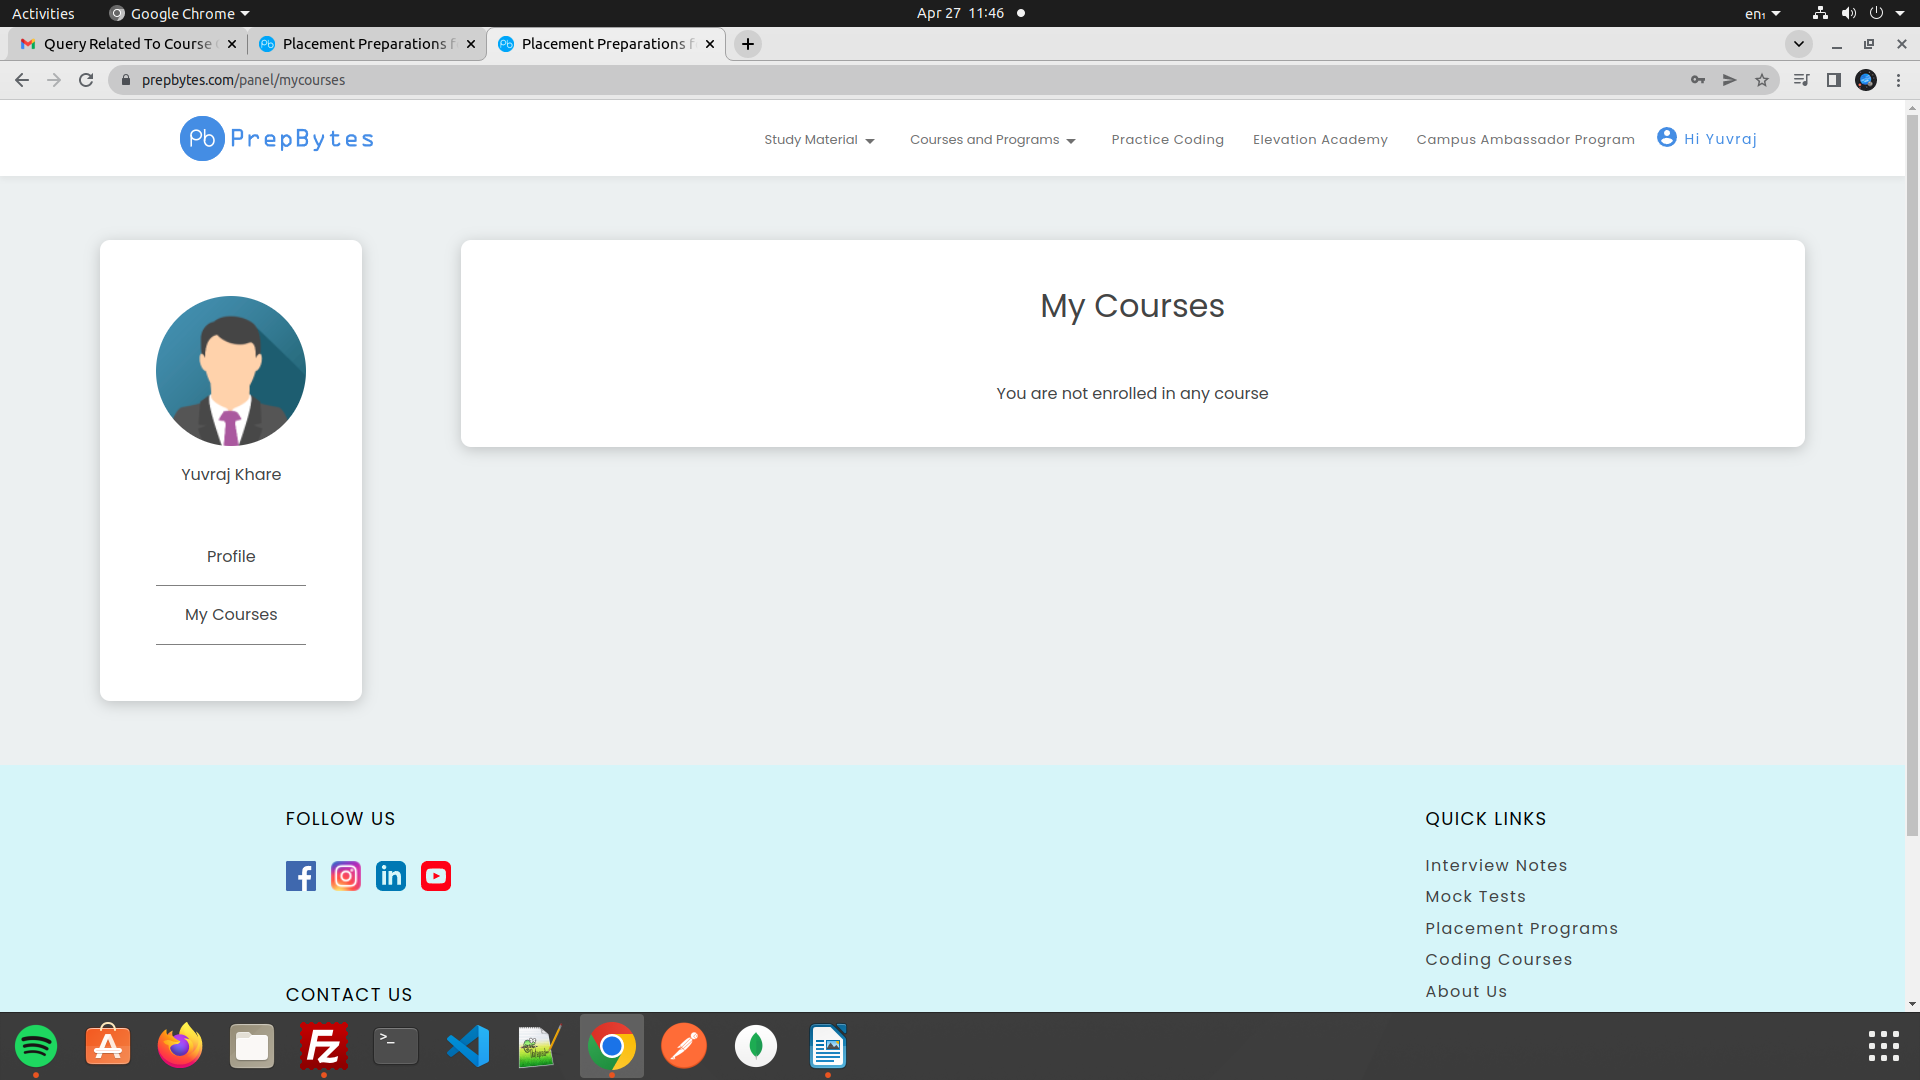 Activities
Google Chrome
Apr 27 11:46
en₁
Query Related To Course
Placement Preparations f
Placement Preparations f
prepbytes.com/panel/mycourses
Pb PrepBytes
Study Material
Courses and Programs
Practice Coding
Elevation Academy
Campus Ambassador Program
Hi Yuvraj
My Courses
You are not enrolled in any course
Yuvraj Khare
Profile
My Courses
FOLLOW US
CONTACT US
QUICK LINKS
Interview Notes
Mock Tests
Placement Programs
Coding Courses
About Us